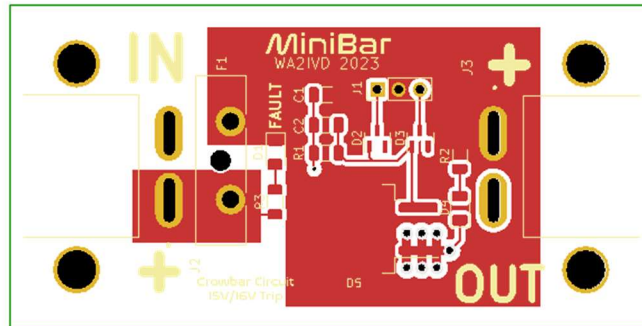 IN
F1
MiniBar
WA2IVD 2023
J3
+
C1
J1
FAULT
C2
D2
D3
R1
R2
R3
+
J2
D5
Crowbar Circuit
15V/16V Trip
OUT